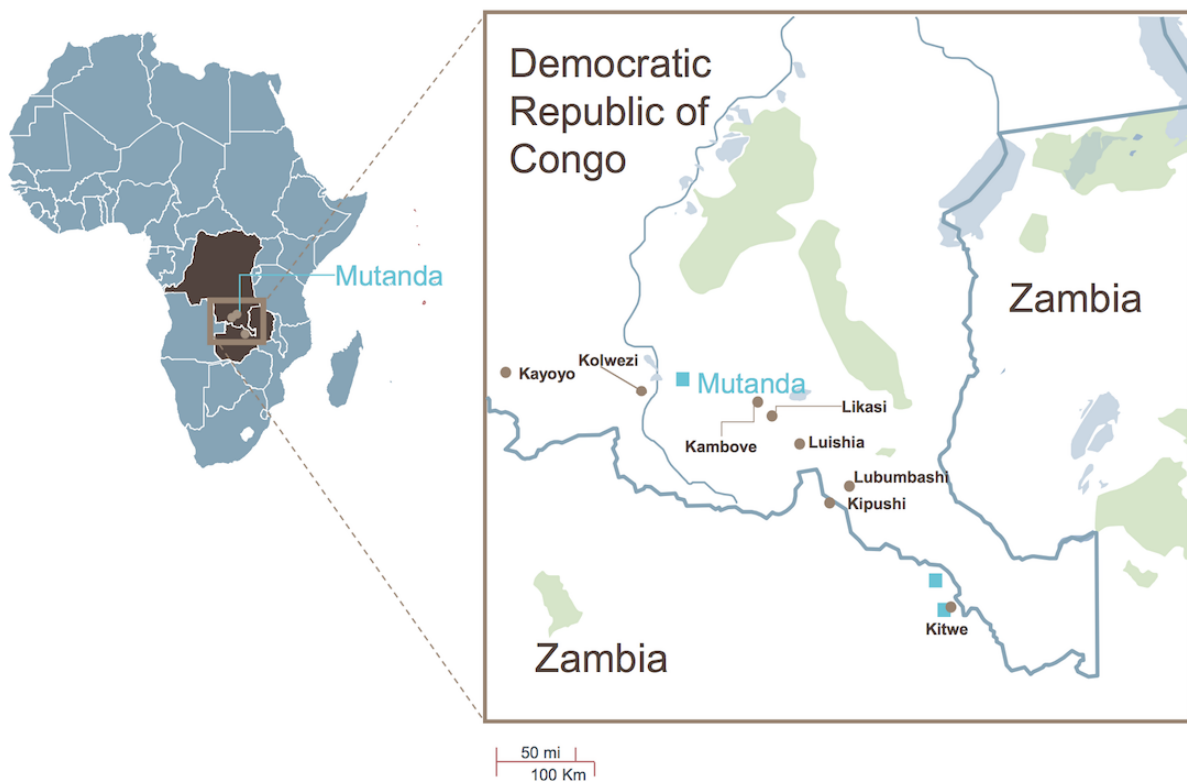 Democratic
Republic of
Congo
Mutanda
Zambia
Kolwezi
Kayoyo
Mutanda
Likasi
Kambove
Luishia
Lubumbashi
Kipushi
Kitwe
Zambia
50 mi
100 Km